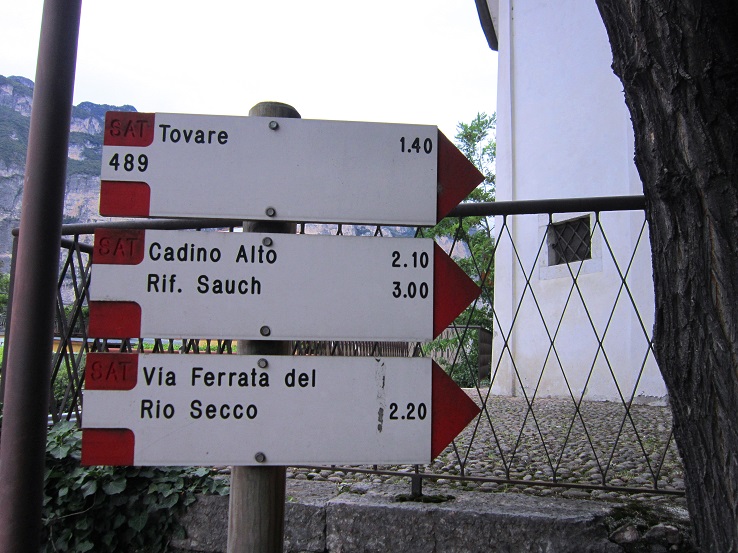 SAT Tovare 1.40
489
SAT Cadino Alto 2.10
Rif. Sauch 3.00
SAT Vía Ferrata del
Rio Secco 2.20